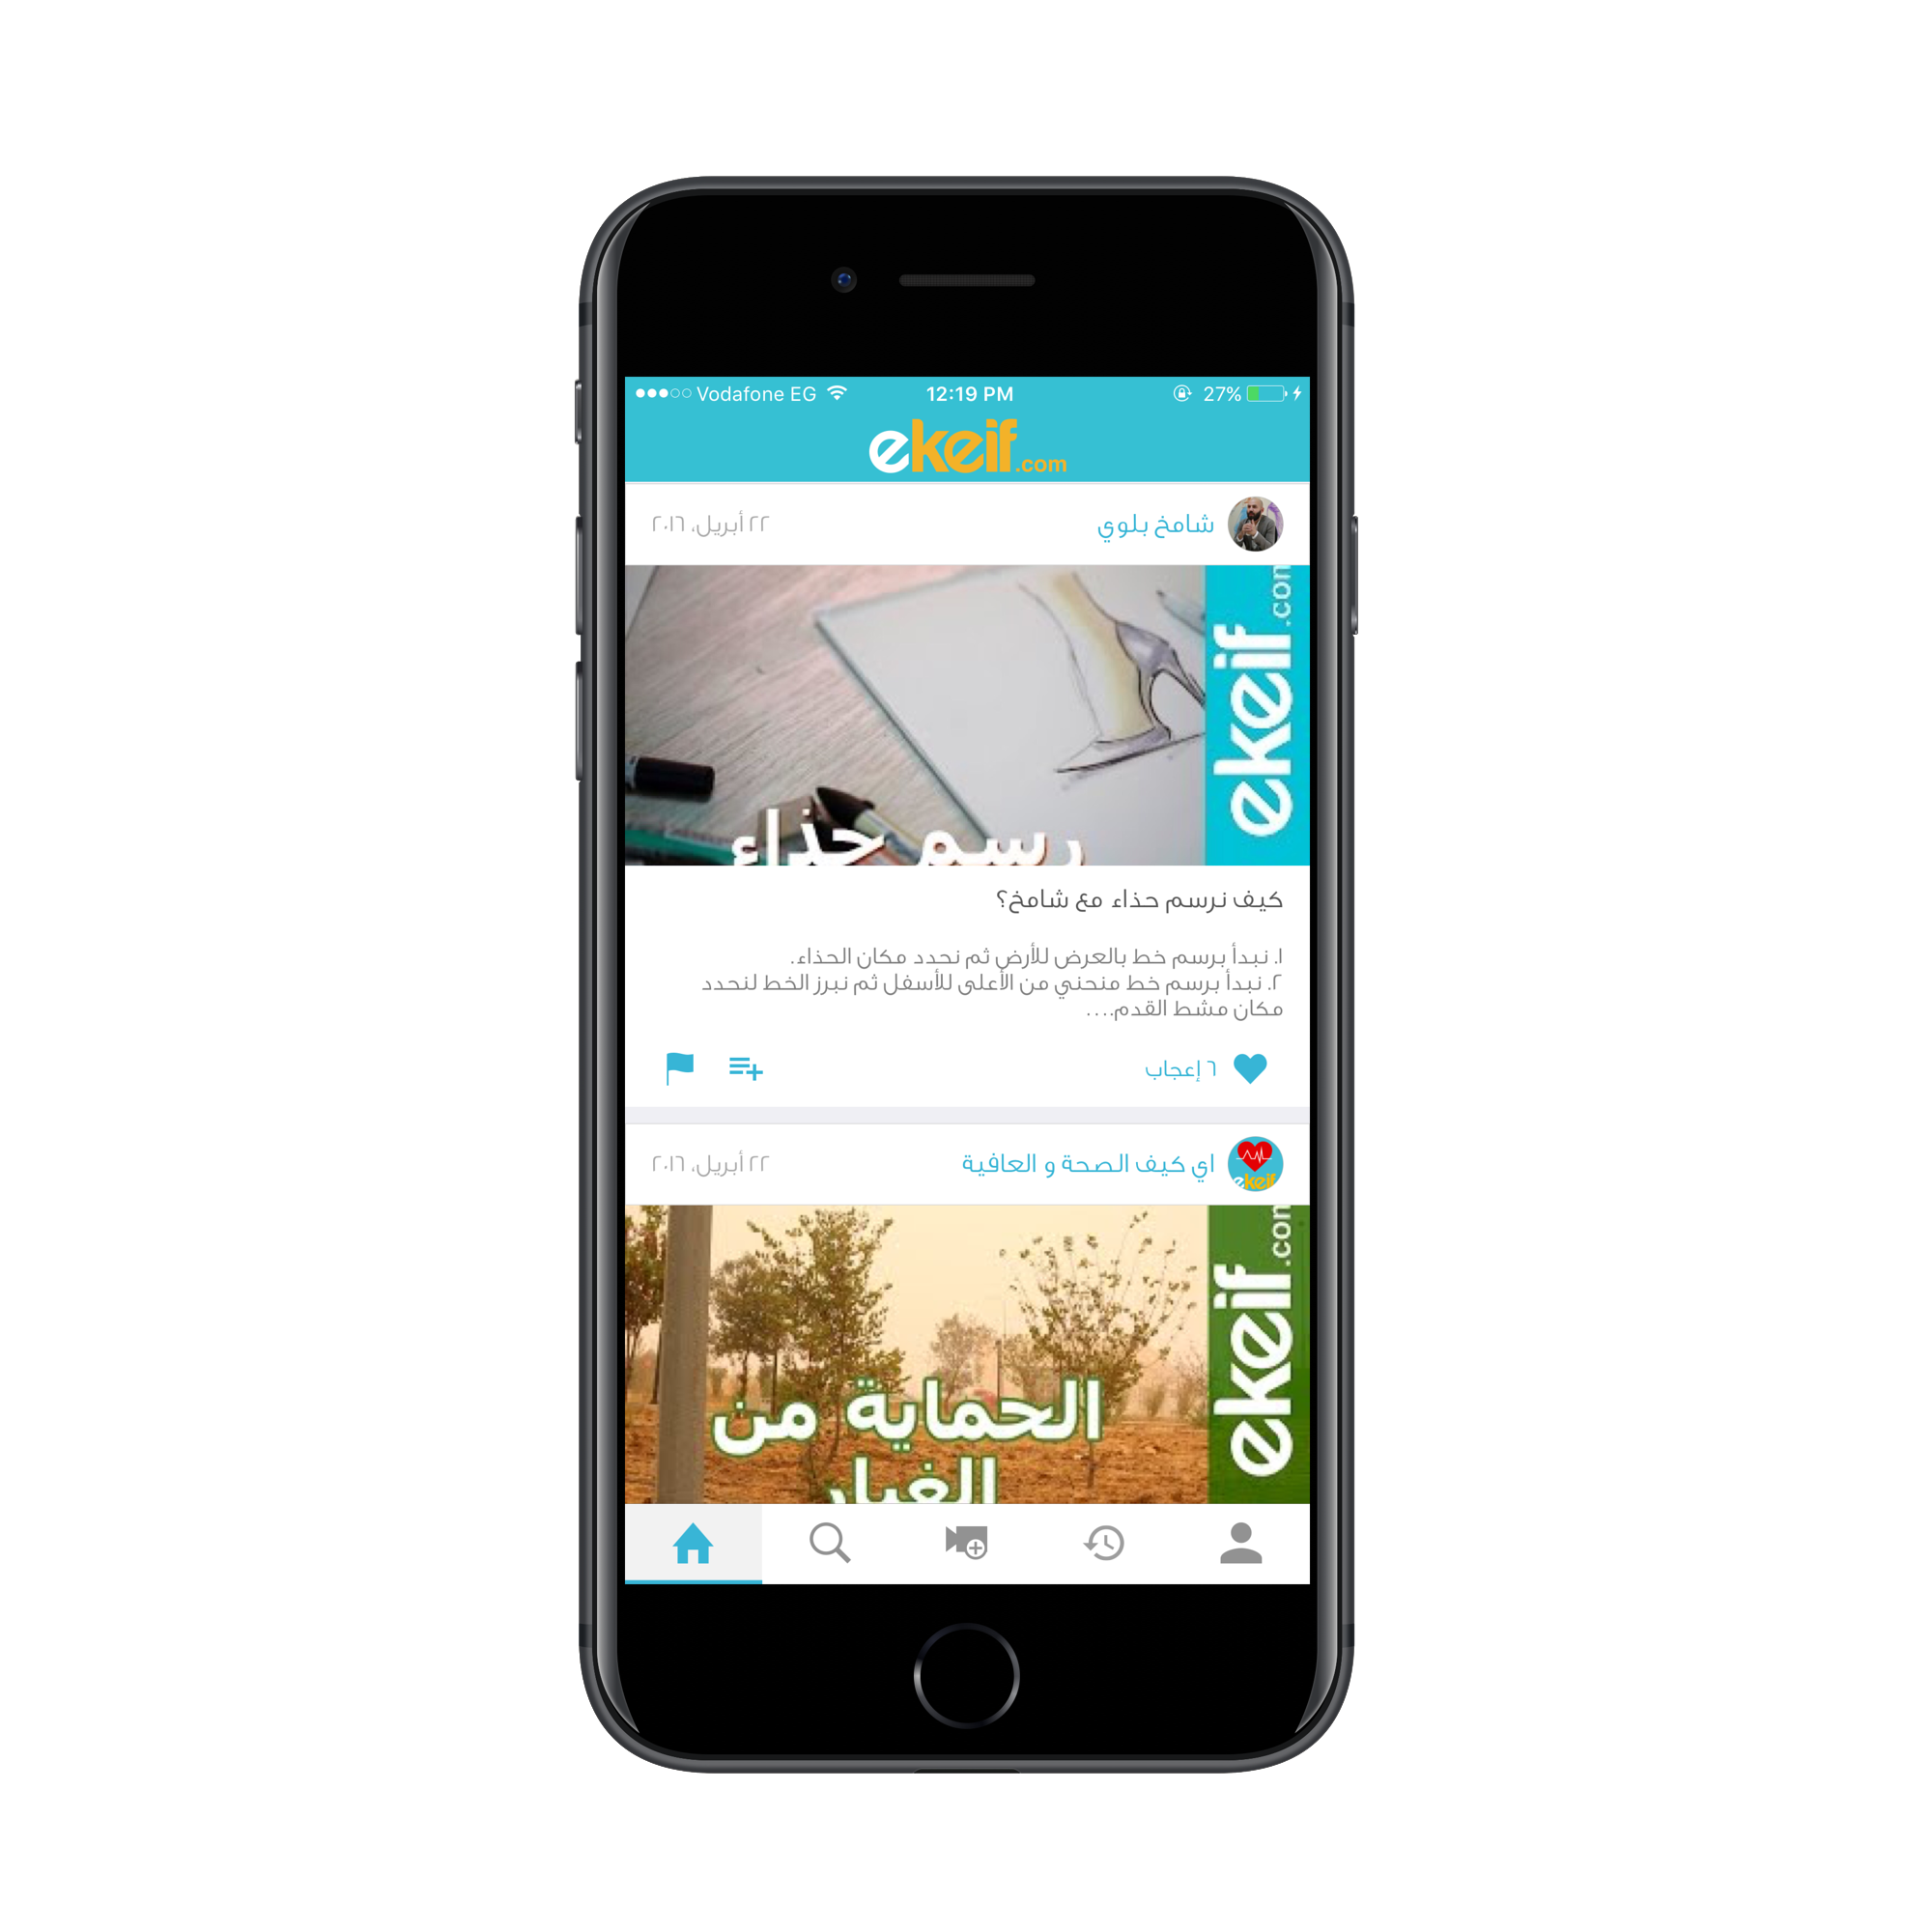 Vodafone EG 12:19 PM 27%
ekeif.com
شامخ بلوي ٢٢ أبريل، ٢٠١٦
ekeif.com
رسم حذاء
كيف نرسم حذاء مع شامخ؟
١. نبدأ برسم خط بالعرض للأرض ثم نحدد مكان الحذاء.
٢. نبدأ برسم خط منحني من الأعلى للأسفل ثم نبرز الخط لنحدد
مكان مشط القدم....
٦ إعجاب
اي كيف الصحة و العافية ٢٢ أبريل، ٢٠١٦
ekeif
ekeif.com
الحماية من
الغبار